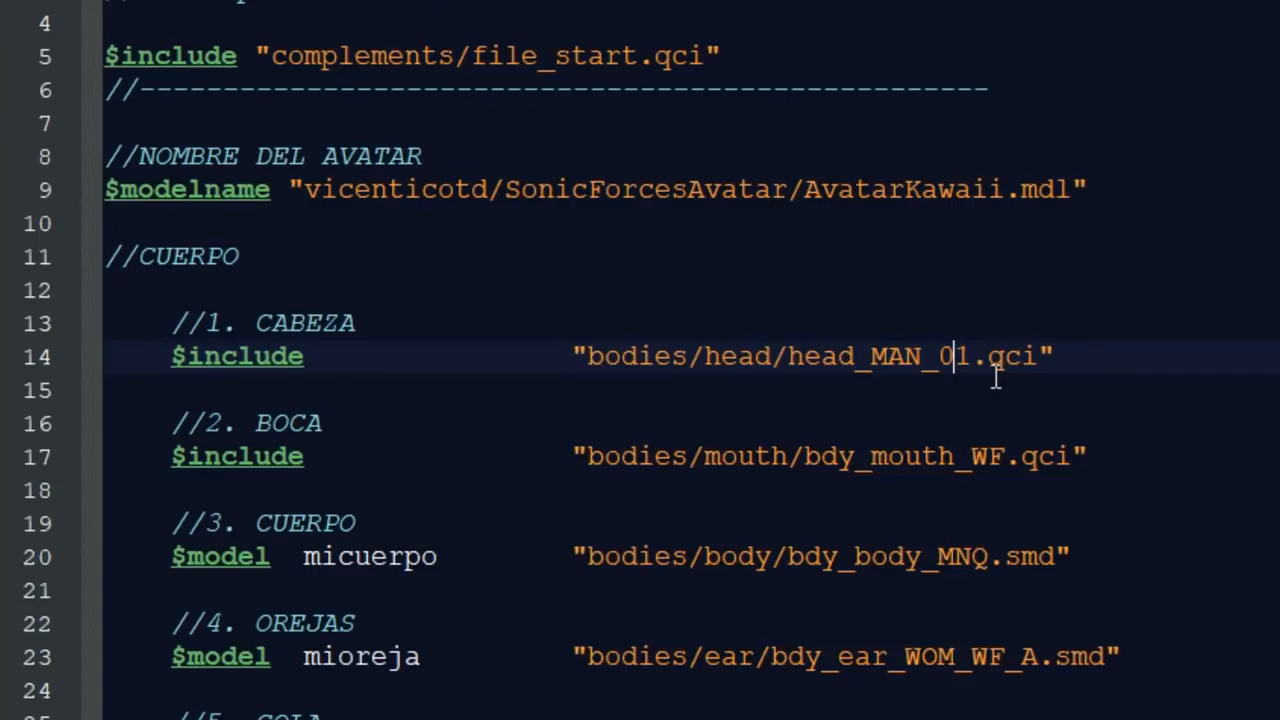 4
5 $include "complements/file_start.qci"
6 //---------------------------------------------------
7
8 //NOMBRE DEL AVATAR
9 $modelname "vicenticotd/SonicForcesAvatar/AvatarKawaii.mdl"
10
11 //CUERPO
12
13 //1. CABEZA
14 $include "bodies/head/head_MAN_01.qci"
15
16 //2. BOCA
17 $include "bodies/mouth/bdy_mouth_WF.qci"
18
19 //3. CUERPO
20 $model micuerpo "bodies/body/bdy_body_MNQ.smd"
21
22 //4. OREJAS
23 $model mioreja "bodies/ear/bdy_ear_WOM_WF_A.smd"
24
//5. COLA